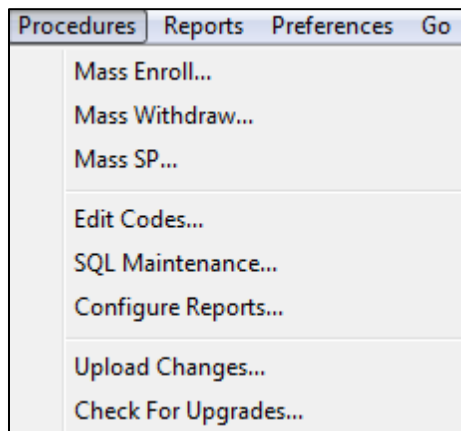 Procedures Reports Preferences Go
Mass Enroll...
Mass Withdraw...
Mass SP...
Edit Codes...
SQL Maintenance...
Configure Reports...
Upload Changes...
Check For Upgrades...